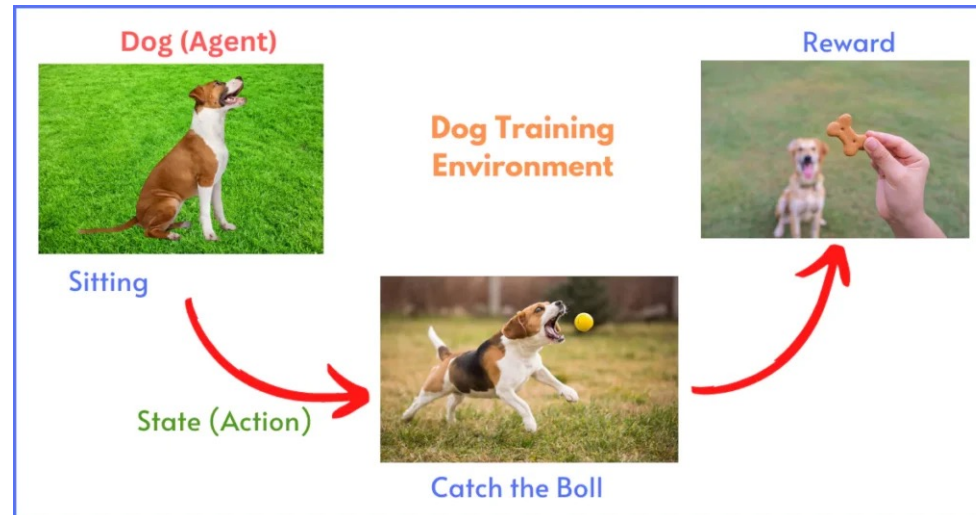 Dog (Agent)
Reward
Dog Training
Environment
Sitting
State (Action)
Catch the Boll